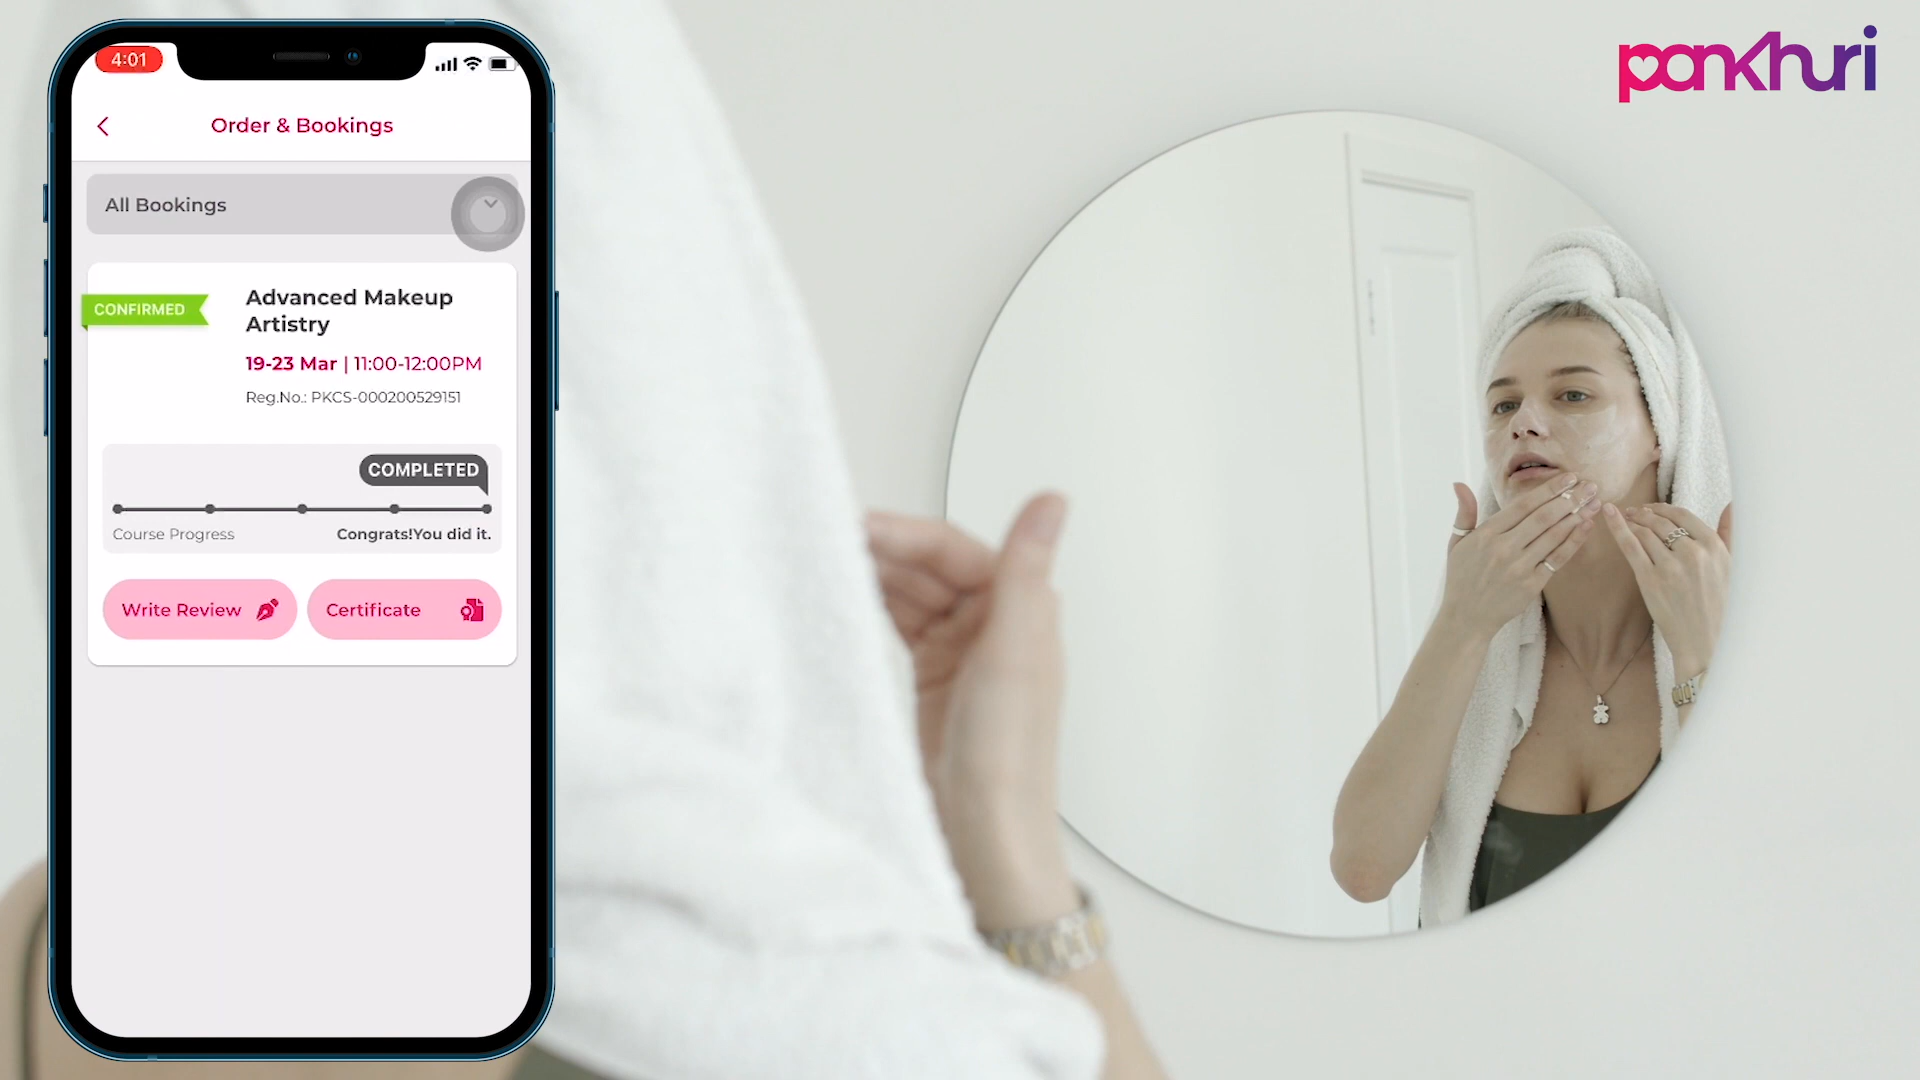 4:01
pankhuri
Order & Bookings
All Bookings
CONFIRMED
Advanced Makeup
Artistry
19-23 Mar | 11:00-12:00PM
Reg.No.: PKCS-000200529151
COMPLETED
Course Progress
Congrats!You did it.
Write Review
Certificate